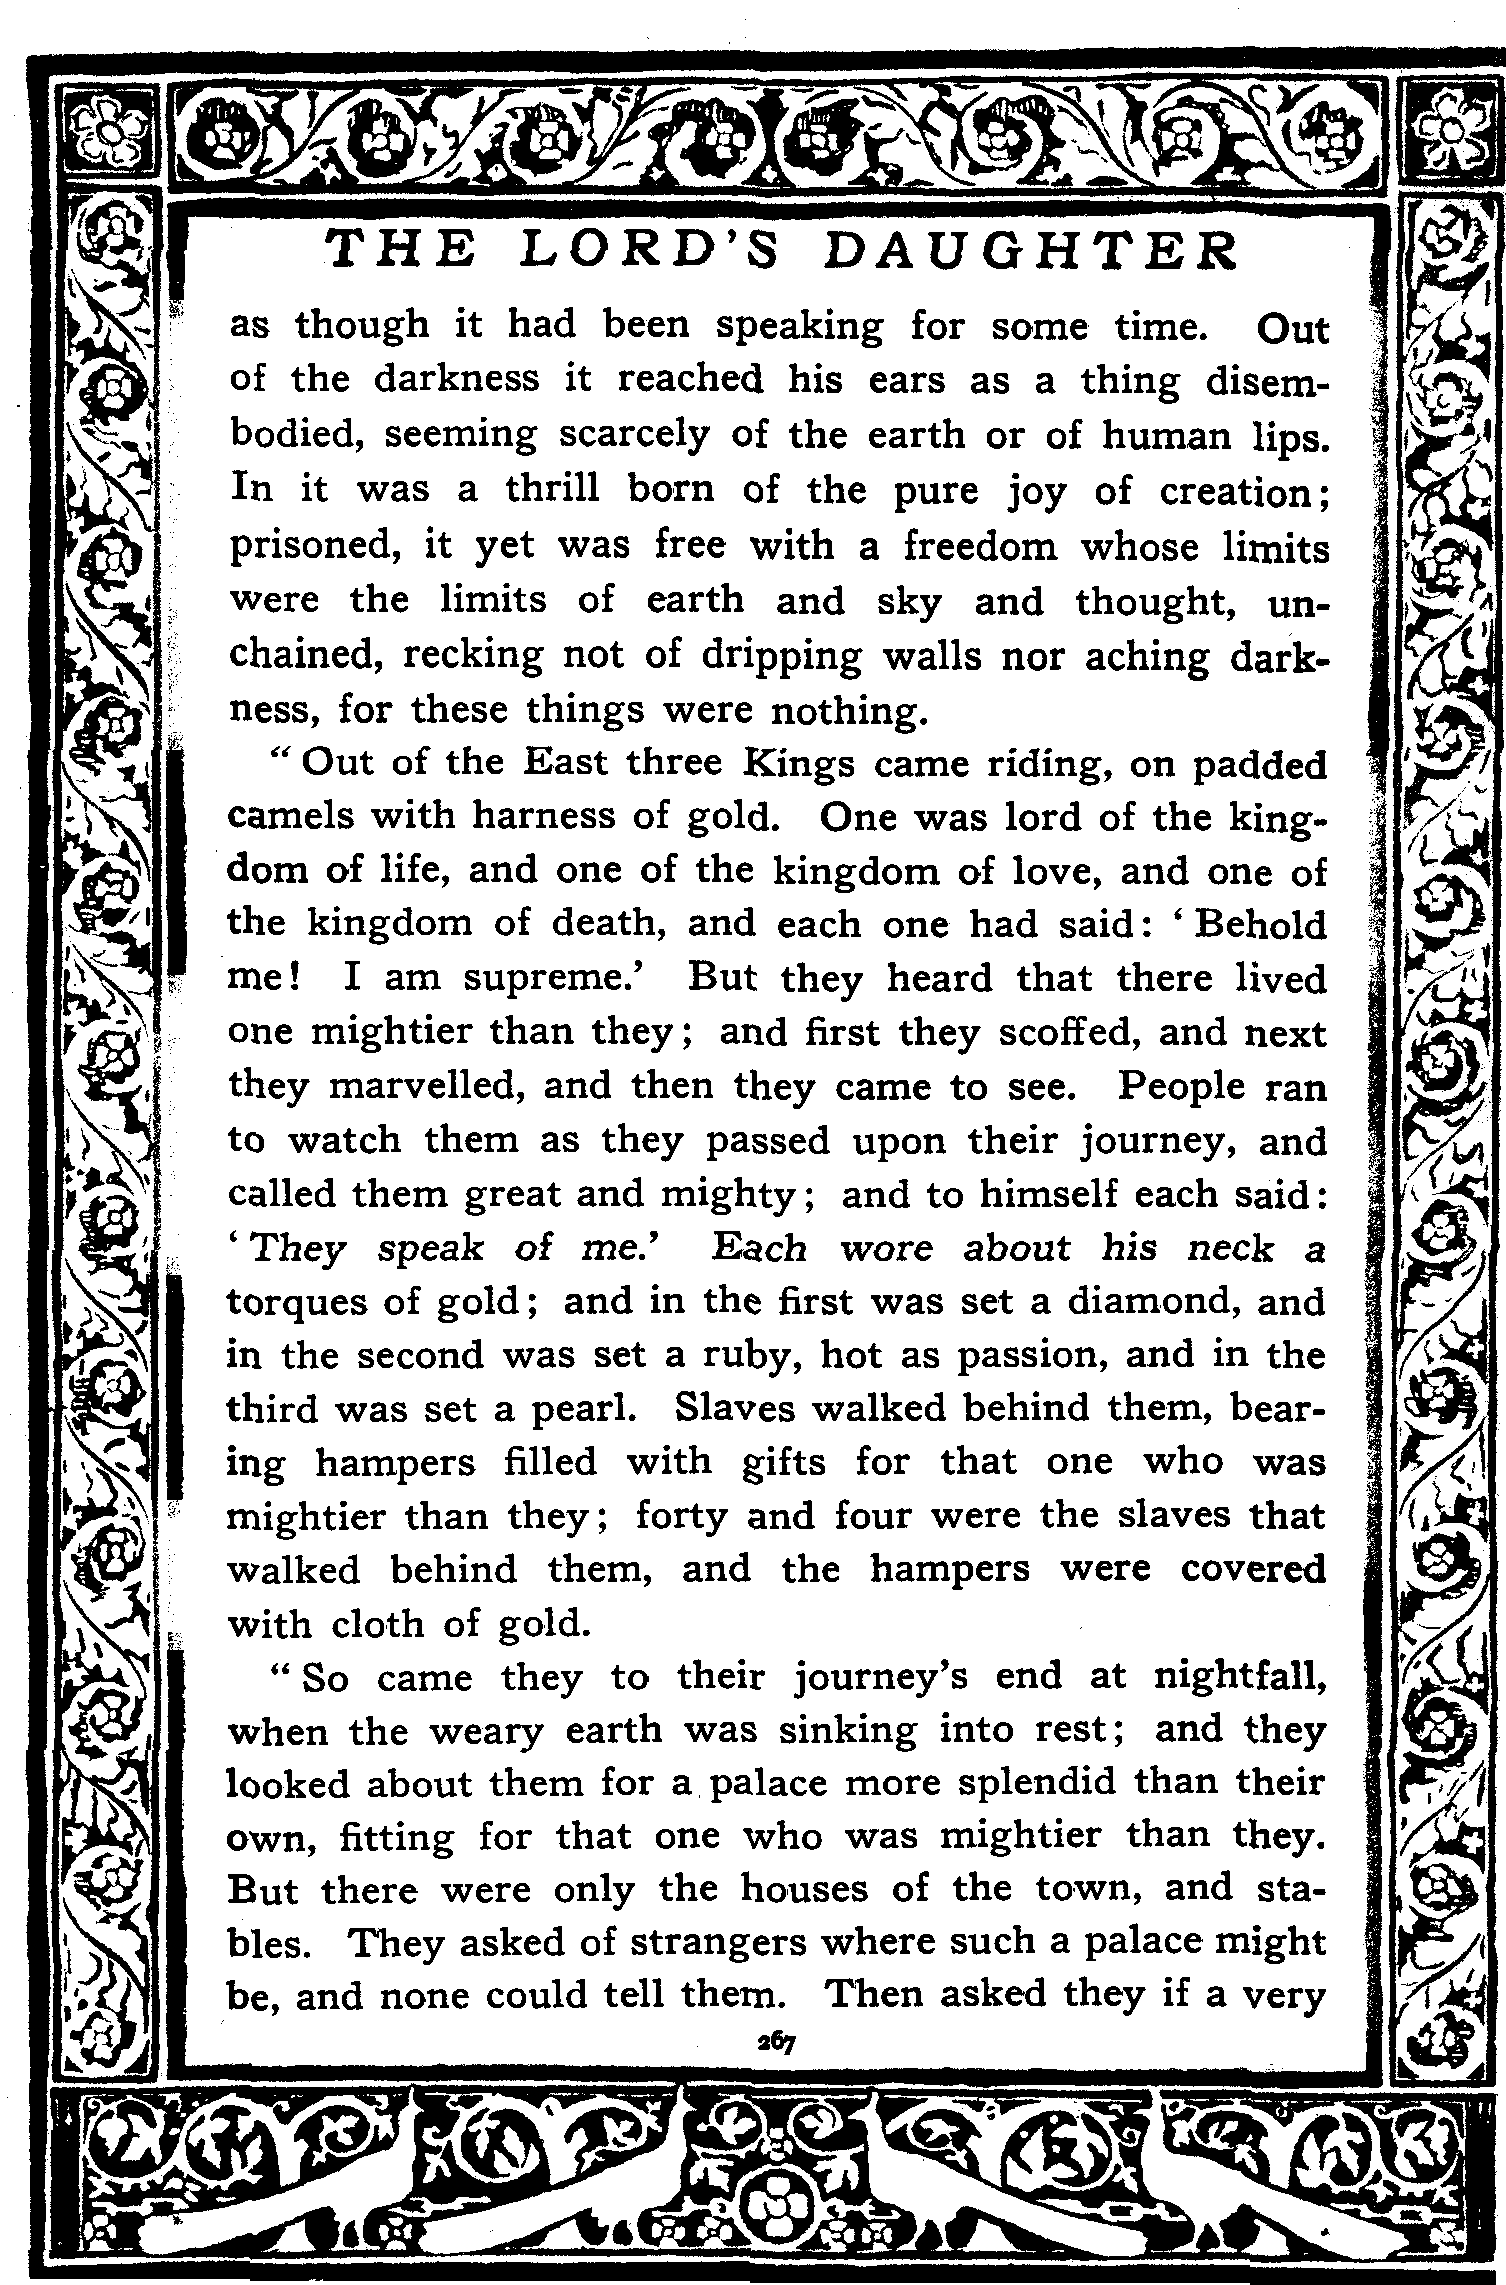 THE LORD'S DAUGHTER
as though it had been speaking for some time. Out
of the darkness it reached his ears as a thing disem-
bodied, seeming scarcely of the earth or of human lips.
In it was a thrill born of the pure joy of creation;
prisoned, it yet was free with a freedom whose limits
were the limits of earth and sky and thought, un-
chained, recking not of dripping walls nor aching dark-
ness, for these things were nothing.
“Out of the East three Kings came riding, on padded
camels with harness of gold. One was lord of the king-
dom of life, and one of the kingdom of love, and one of
the kingdom of death, and each one had said: ‘Behold
me! I am supreme.’ But they heard that there lived
one mightier than they; and first they scoffed, and next
they marvelled, and then they came to see. People ran
to watch them as they passed upon their journey, and
called them great and mighty; and to himself each said:
‘They speak of me.’ Each wore about his neck a
torques of gold; and in the first was set a diamond, and
in the second was set a ruby, hot as passion, and in the
third was set a pearl. Slaves walked behind them, bear-
ing hampers filled with gifts for that one who was
mightier than they; forty and four were the slaves that
walked behind them, and the hampers were covered
with cloth of gold.
“So came they to their journey’s end at nightfall,
when the weary earth was sinking into rest; and they
looked about them for a palace more splendid than their
own, fitting for that one who was mightier than they.
But there were only the houses of the town, and sta-
bles. They asked of strangers where such a palace might
be, and none could tell them. Then asked they if a very
267